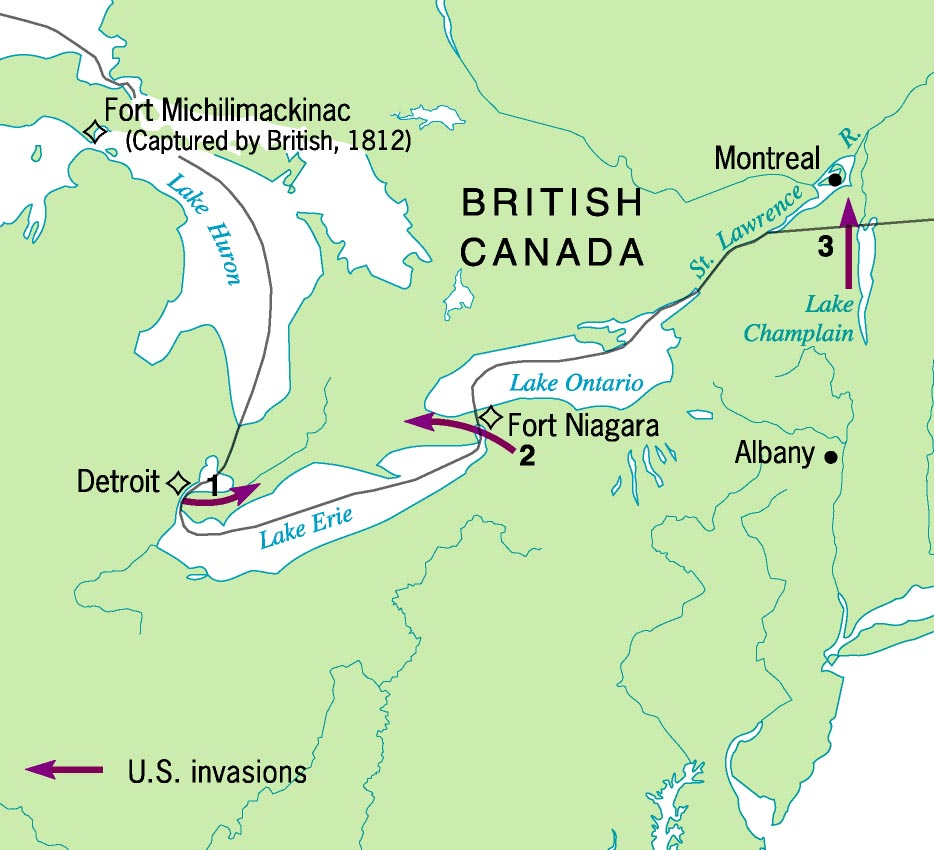 Fort Michilimackinac
(Captured by British, 1812)
Montreal
R.
St. Lawrence
BRITISH
CANADA
Lake Huron
3
Lake
Champlain
Lake Ontario
Fort Niagara
2
Albany
Detroit
1
Lake Erie
U.S. invasions